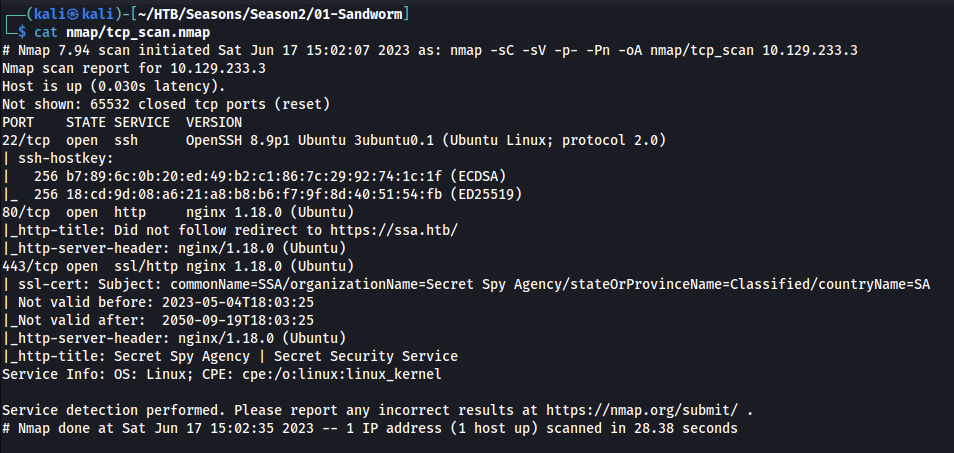 ┌──(kali㉿kali)-[~/HTB/Seasons/Season2/01-Sandworm]
└─$ cat nmap/tcp_scan.nmap
# Nmap 7.94 scan initiated Sat Jun 17 15:02:07 2023 as: nmap -sC -sV -p- -Pn -oA nmap/tcp_scan 10.129.233.3
Nmap scan report for 10.129.233.3
Host is up (0.030s latency).
Not shown: 65532 closed tcp ports (reset)
PORT    STATE SERVICE  VERSION
22/tcp  open  ssh      OpenSSH 8.9p1 Ubuntu 3ubuntu0.1 (Ubuntu Linux; protocol 2.0)
| ssh-hostkey:
|   256 b7:89:6c:0b:20:ed:49:b2:c1:86:7c:29:92:74:1c:1f (ECDSA)
|_  256 18:cd:9d:08:a6:21:a8:b8:b6:f7:9f:8d:40:51:54:fb (ED25519)
80/tcp  open  http     nginx 1.18.0 (Ubuntu)
|_http-title: Did not follow redirect to https://ssa.htb/
|_http-server-header: nginx/1.18.0 (Ubuntu)
443/tcp open  ssl/http nginx 1.18.0 (Ubuntu)
| ssl-cert: Subject: commonName=SSA/organizationName=Secret Spy Agency/stateOrProvinceName=Classified/countryName=SA
| Not valid before: 2023-05-04T18:03:25
|_Not valid after:  2050-09-19T18:03:25
|_http-server-header: nginx/1.18.0 (Ubuntu)
|_http-title: Secret Spy Agency | Secret Security Service
Service Info: OS: Linux; CPE: cpe:/o:linux:linux_kernel

Service detection performed. Please report any incorrect results at https://nmap.org/submit/ .
# Nmap done at Sat Jun 17 15:02:35 2023 -- 1 IP address (1 host up) scanned in 28.38 seconds